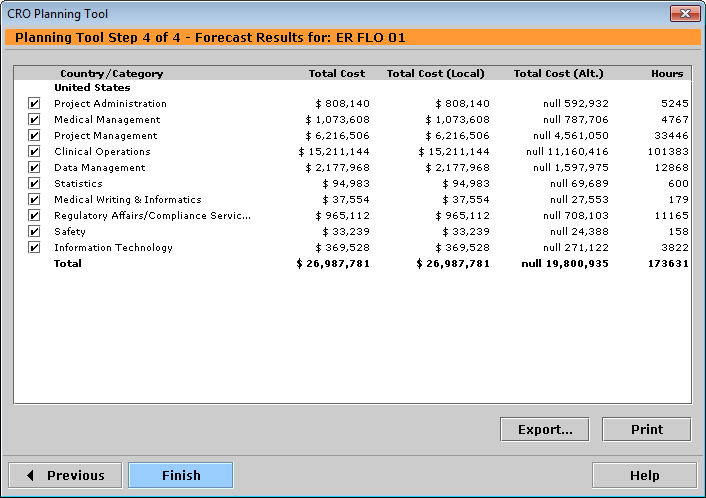 CRO Planning Tool
Planning Tool Step 4 of 4 - Forecast Results for: ER FLO 01
Country/Category Total Cost Total Cost (Local) Total Cost (Alt.) Hours
United States
Project Administration $ 808,140 $ 808,140 null 592,932 5245
Medical Management $ 1,073,608 $ 1,073,608 null 787,706 4767
Project Management $ 6,216,506 $ 6,216,506 null 4,561,050 33446
Clinical Operations $ 15,211,144 $ 15,211,144 null 11,160,416 101383
Data Management $ 2,177,968 $ 2,177,968 null 1,597,975 12868
Statistics $ 94,983 $ 94,983 null 69,689 600
Medical Writing & Informatics $ 37,554 $ 37,554 null 27,553 179
Regulatory Affairs/Compliance Servic... $ 965,112 $ 965,112 null 708,103 11165
Safety $ 33,239 $ 33,239 null 24,388 158
Information Technology $ 369,528 $ 369,528 null 271,122 3822
Total $ 26,987,781 $ 26,987,781 null 19,800,935 173631
Export... Print
Previous Finish Help